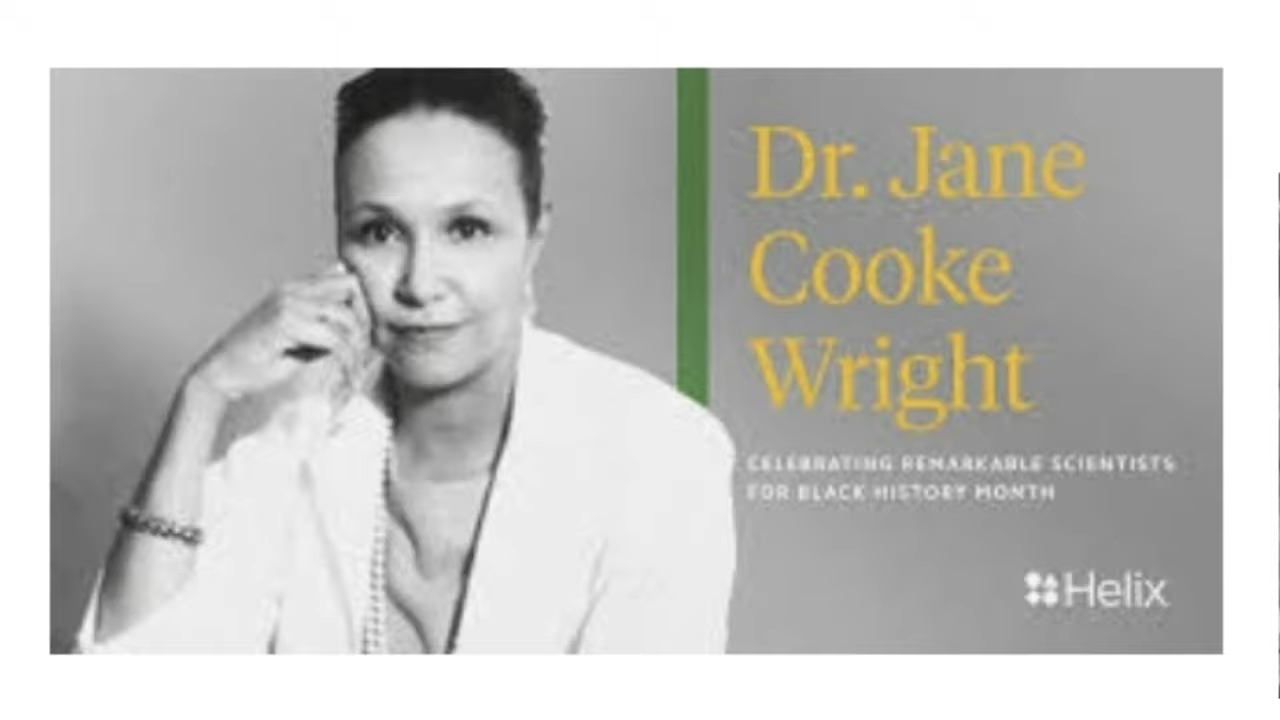 Dr. Jane
Cooke
Wright
CELEBRATING REMARKABLE SCIENTISTS
FOR BLACK HISTORY MONTH
Helix